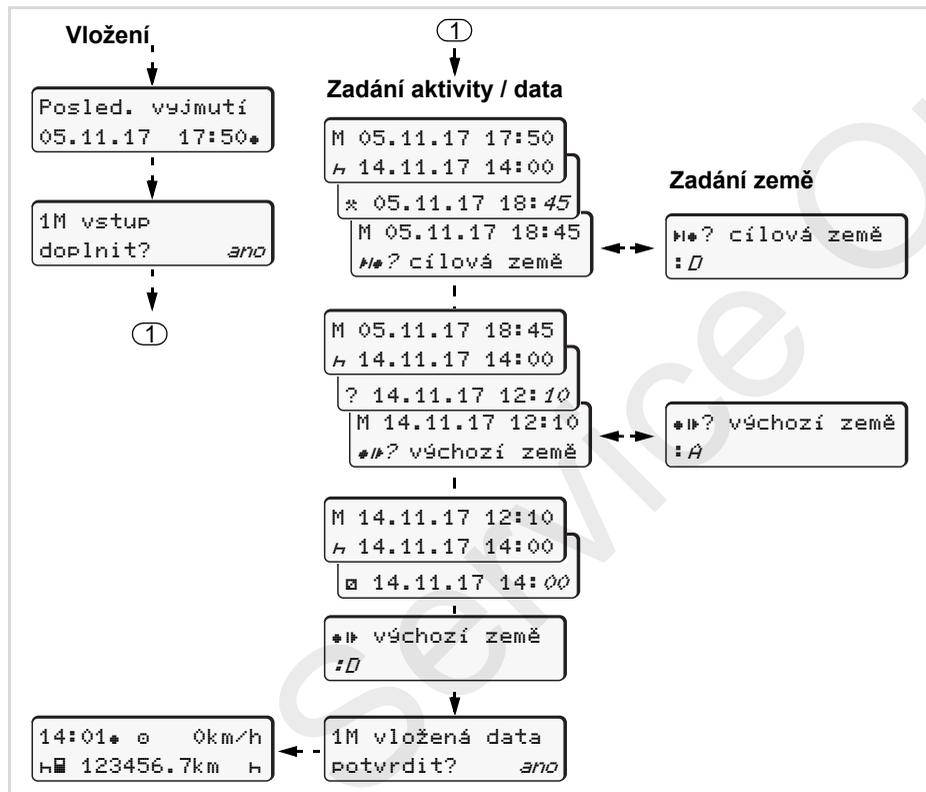 Vložení
Posled. vyjmutí
05.11.17 17:50•
1M vstup
doplnit? ano
1
1
Zadání aktivity / data
M 05.11.17 17:50
14.11.17 14:00
05.11.17 18:45
M 05.11.17 18:45
? cílová země
Zadání země
? cílová země
:D
M 05.11.17 18:45
14.11.17 14:00
? 14.11.17 12:10
M 14.11.17 12:10
? výchozí země
? výchozí země
:A
M 14.11.17 12:10
14.11.17 14:00
14.11.17 14:00
výchozí země
:D
1M vložená data
potvrdit? ano
14:01• 0km/h
123456.7km
Service O